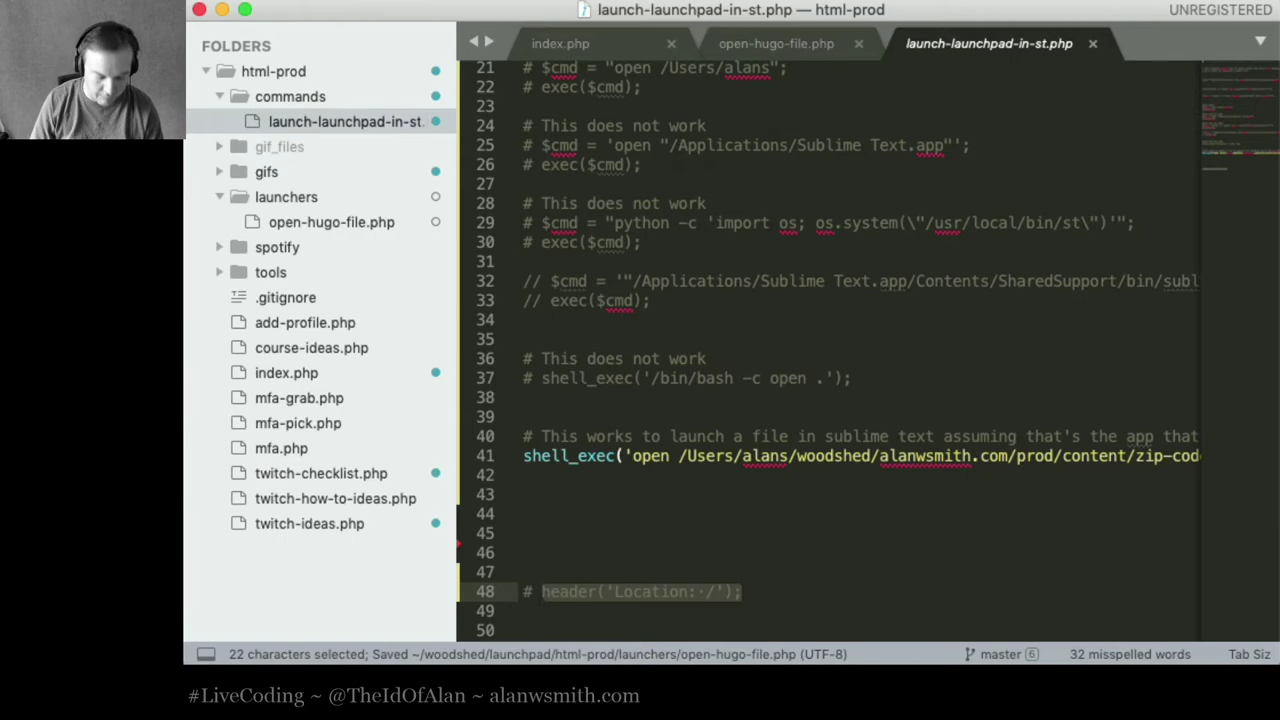 launch-launchpad-in-st.php — html-prod
UNREGISTERED
FOLDERS
html-prod
commands
launch-launchpad-in-st.
gif_files
gifs
launchers
open-hugo-file.php
spotify
tools
.gitignore
add-profile.php
course-ideas.php
index.php
mfa-grab.php
mfa-pick.php
mfa.php
twitch-checklist.php
twitch-how-to-ideas.php
twitch-ideas.php
index.php
open-hugo-file.php
launch-launchpad-in-st.php
21 # $cmd = "open /Users/alans";
22 # exec($cmd);
23
24 # This does not work
25 # $cmd = 'open "/Applications/Sublime Text.app"';
26 # exec($cmd);
27
28 # This does not work
29 # $cmd = "python -c 'import os; os.system(\"/usr/local/bin/st\")'";
30 # exec($cmd);
31
32 // $cmd = '"/Applications/Sublime Text.app/Contents/SharedSupport/bin/subl
33 // exec($cmd);
34
35
36 # This does not work
37 # shell_exec('/bin/bash -c open .');
38
39
40 # This works to launch a file in sublime text assuming that's the app that
41 shell_exec('open /Users/alans/woodshed/alanwsmith.com/prod/content/zip-cod
42
43
44
45
46
47
48 # header('Location: /');
49
50
22 characters selected; Saved ~/woodshed/launchpad/html-prod/launchers/open-hugo-file.php (UTF-8)
master 6
32 misspelled words
Tab Siz
#LiveCoding ~ @TheIdOfAlan ~ alanwsmith.com